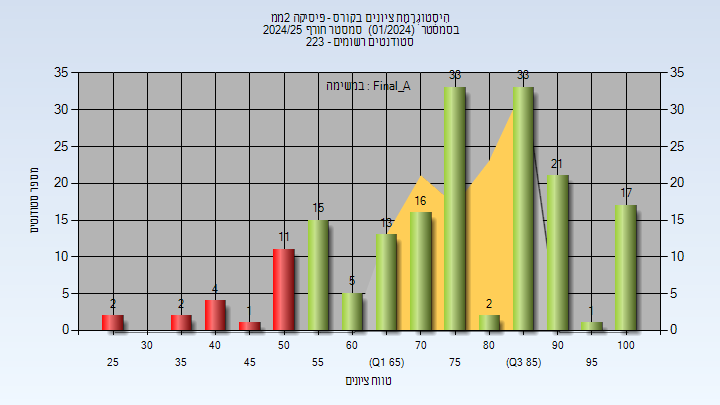 הִיסְטוֹגְרָמַת ציונים בקורס - פיסיקה 2ממ
בסמסטר (01/2024) סמסטר חורף 2024/25
סטודנטים רשומים - 223
במשימה : Final_A
מספר סטודנטים
35 35
30 30
25 25
20 20
15 15
10 10
5 5
0 0
2 2 4 1 11 15 5 13 16 33 2 33 21 1 17
30 40 50 60 70 80 90 100
25 35 45 55 (Q1 65) 75 (Q3 85) 95
טווח ציונים